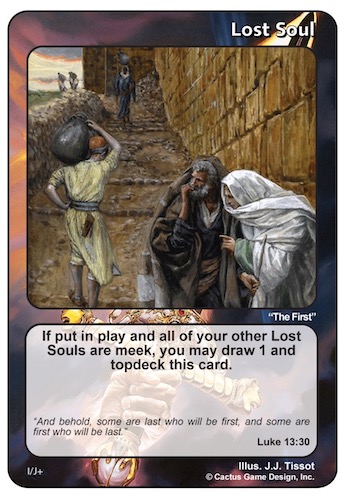 Lost Soul
"The First"
If put in play and all of your other Lost
Souls are meek, you may draw 1 and
topdeck this card.
"And behold, some are last who will be first, and some are
first who will be last."
Luke 13:30
I/J+
Illus. J.J. Tissot
© Cactus Game Design, Inc.